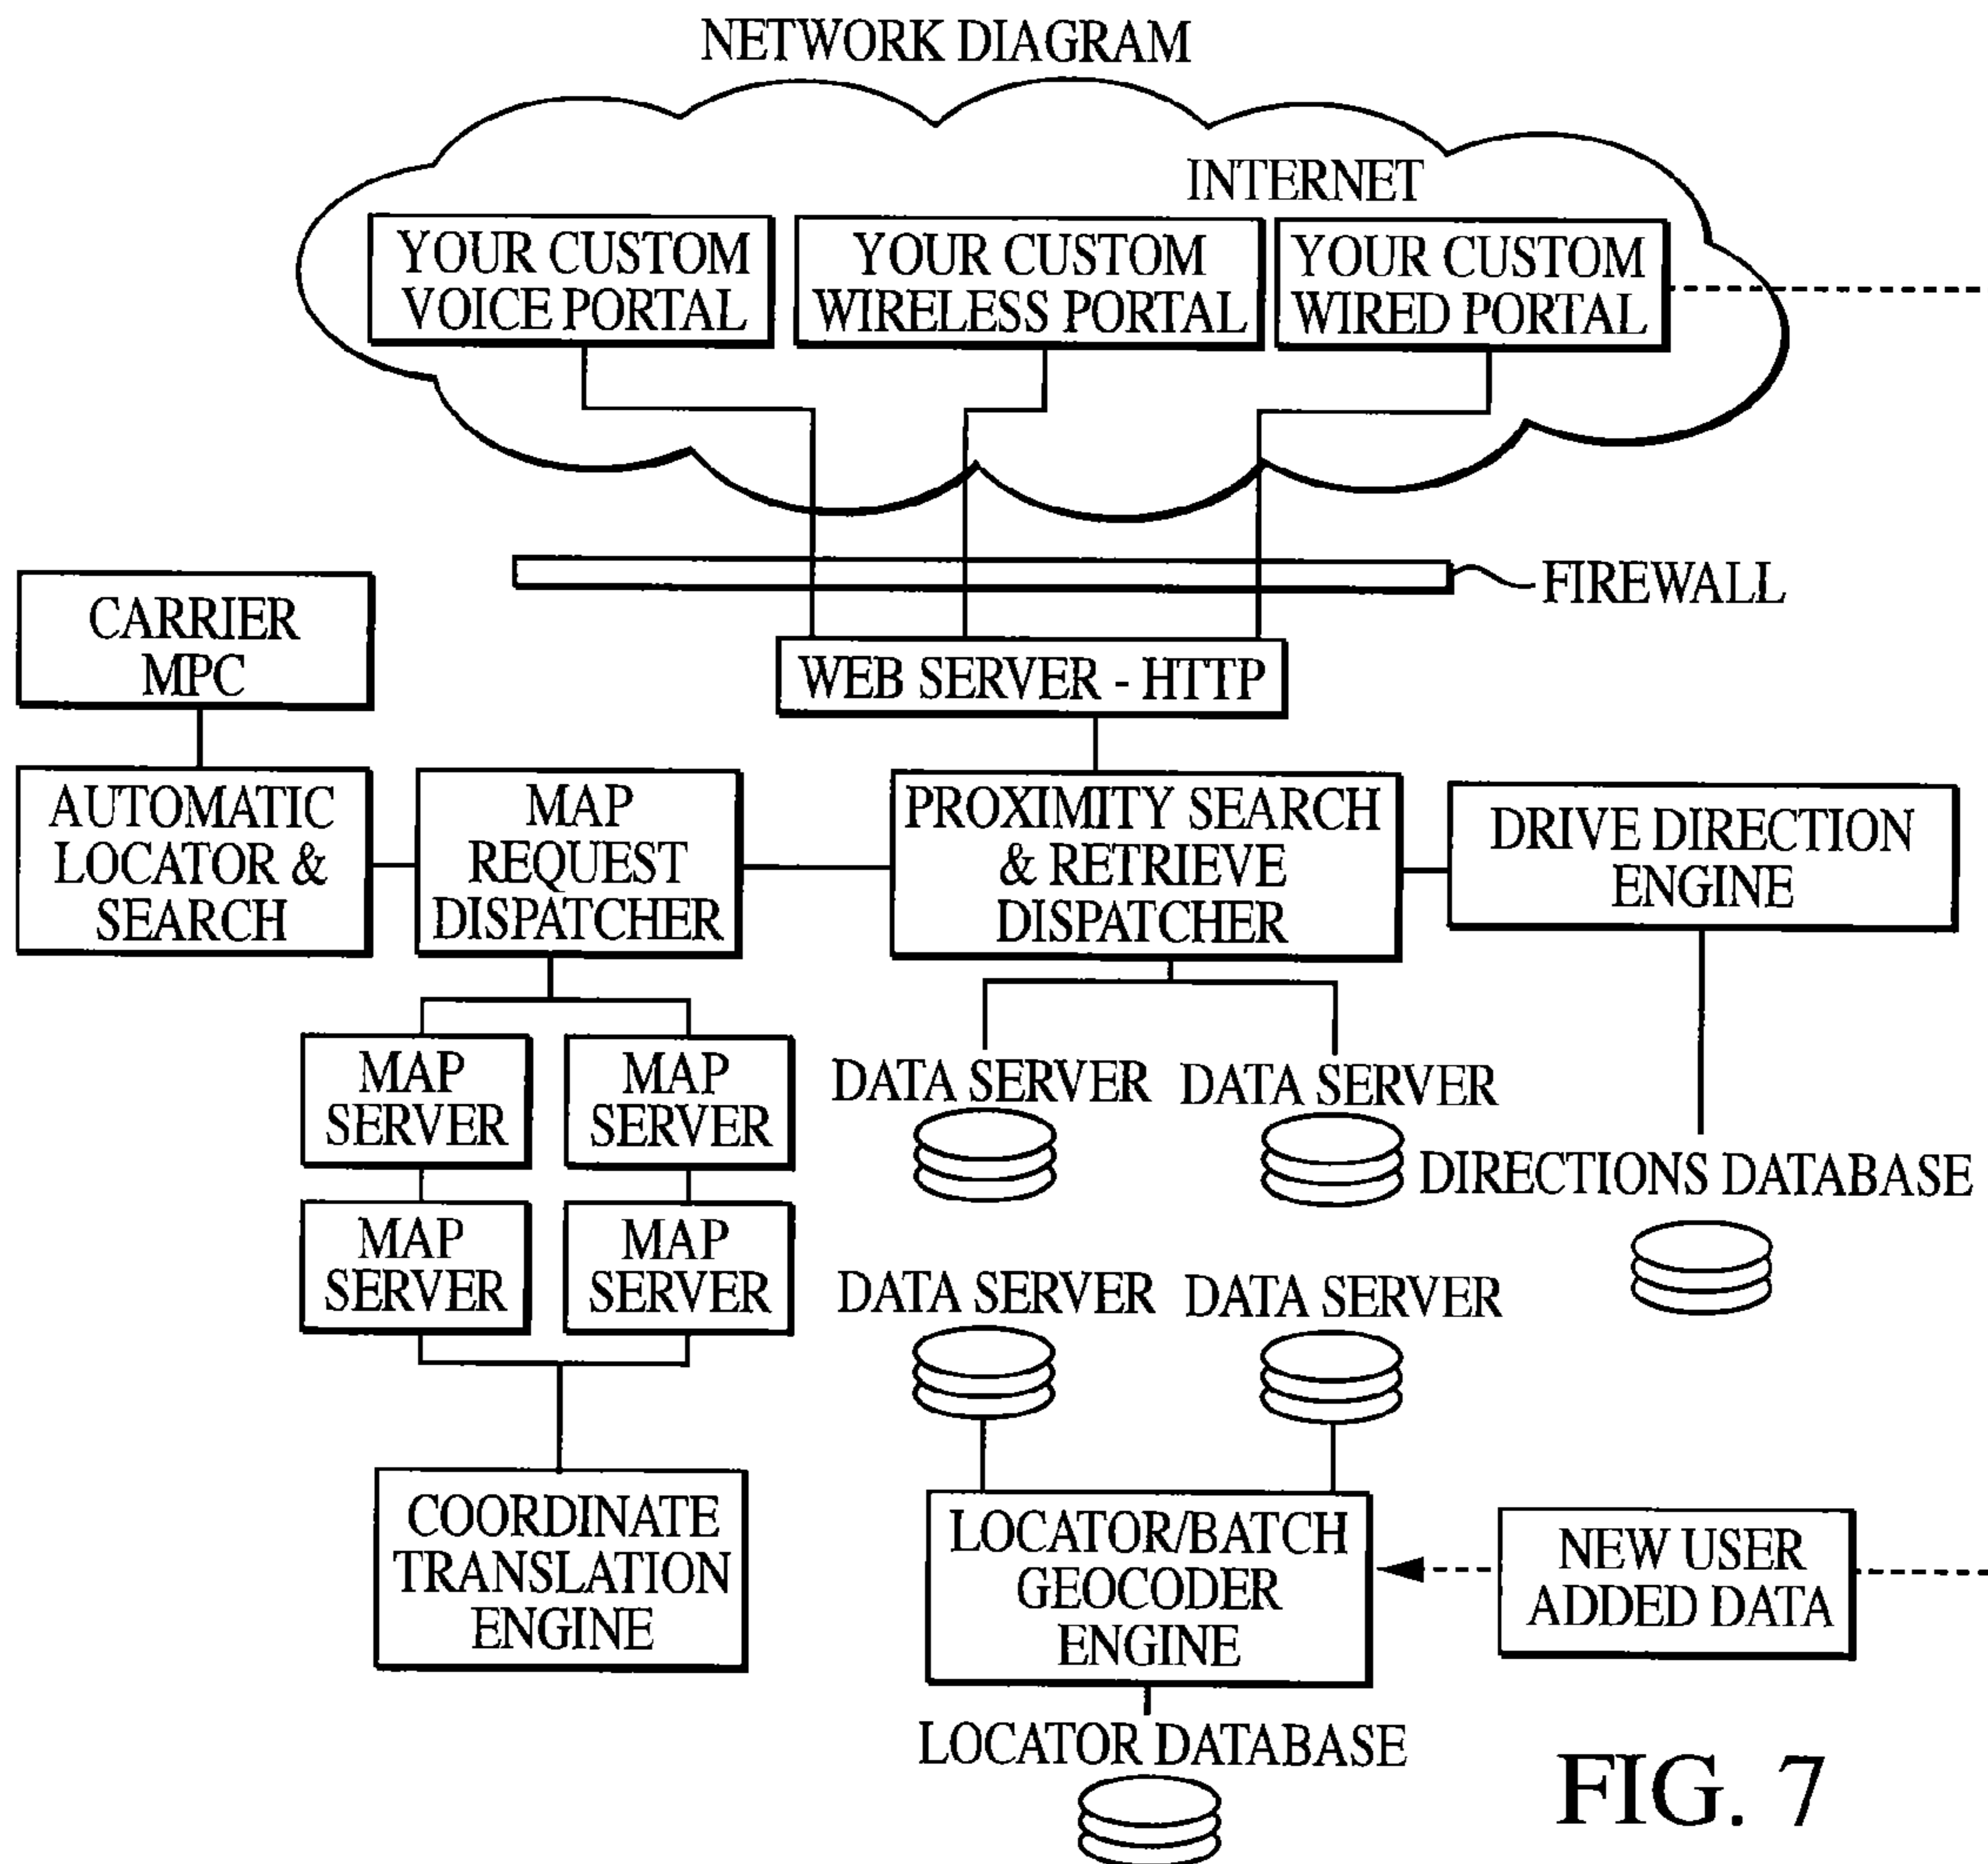 NETWORK DIAGRAM
INTERNET
YOUR CUSTOM
VOICE PORTAL
YOUR CUSTOM
WIRELESS PORTAL
YOUR CUSTOM
WIRED PORTAL
FIREWALL
CARRIER
MPC
WEB SERVER - HTTP
AUTOMATIC
LOCATOR &
SEARCH
MAP
REQUEST
DISPATCHER
PROXIMITY SEARCH
& RETRIEVE
DISPATCHER
DRIVE DIRECTION
ENGINE
MAP
SERVER
MAP
SERVER
DATA SERVER
DATA SERVER
DIRECTIONS DATABASE
MAP
SERVER
MAP
SERVER
DATA SERVER
DATA SERVER
COORDINATE
TRANSLATION
ENGINE
LOCATOR/BATCH
GEOCODER
ENGINE
NEW USER
ADDED DATA
LOCATOR DATABASE
FIG. 7